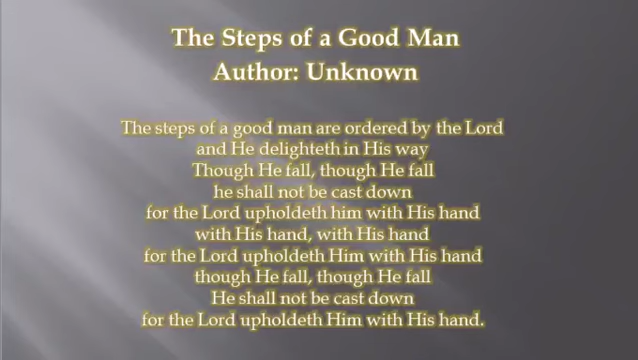 The Steps of a Good Man
Author: Unknown
The steps of a good man are ordered by the Lord
and He delighteth in His way
Though He fall, though He fall
he shall not be cast down
for the Lord upholdeth him with His hand
with His hand, with His hand
for the Lord upholdeth Him with His hand
though He fall, though He fall
He shall not be cast down
for the Lord upholdeth Him with His hand.